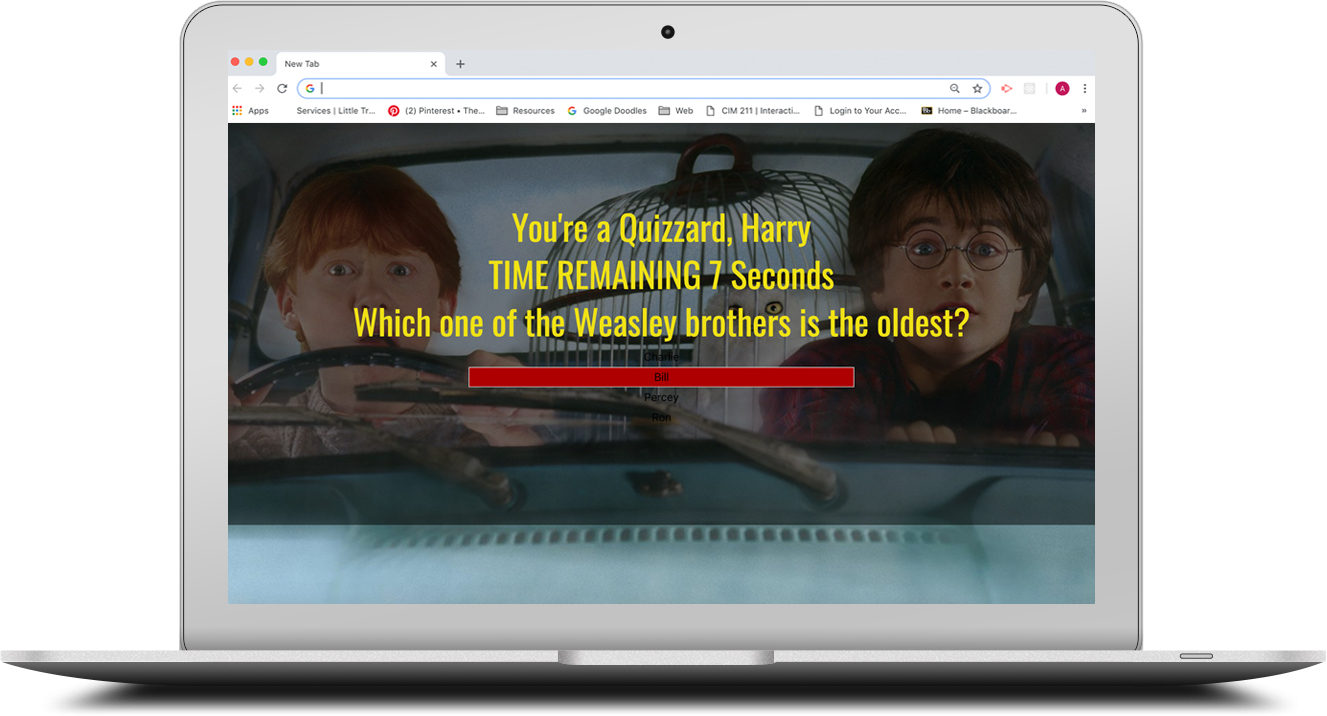 New Tab
Apps Services | Little Tr... (2) Pinterest • The... Resources Google Doodles Web CIM 211 | Interacti... Login to Your Acc... Home – Blackboar... »
You're a Quizzard, Harry
TIME REMAINING 7 Seconds
Which one of the Weasley brothers is the oldest?
Charlie
Bill
Percey
Ron